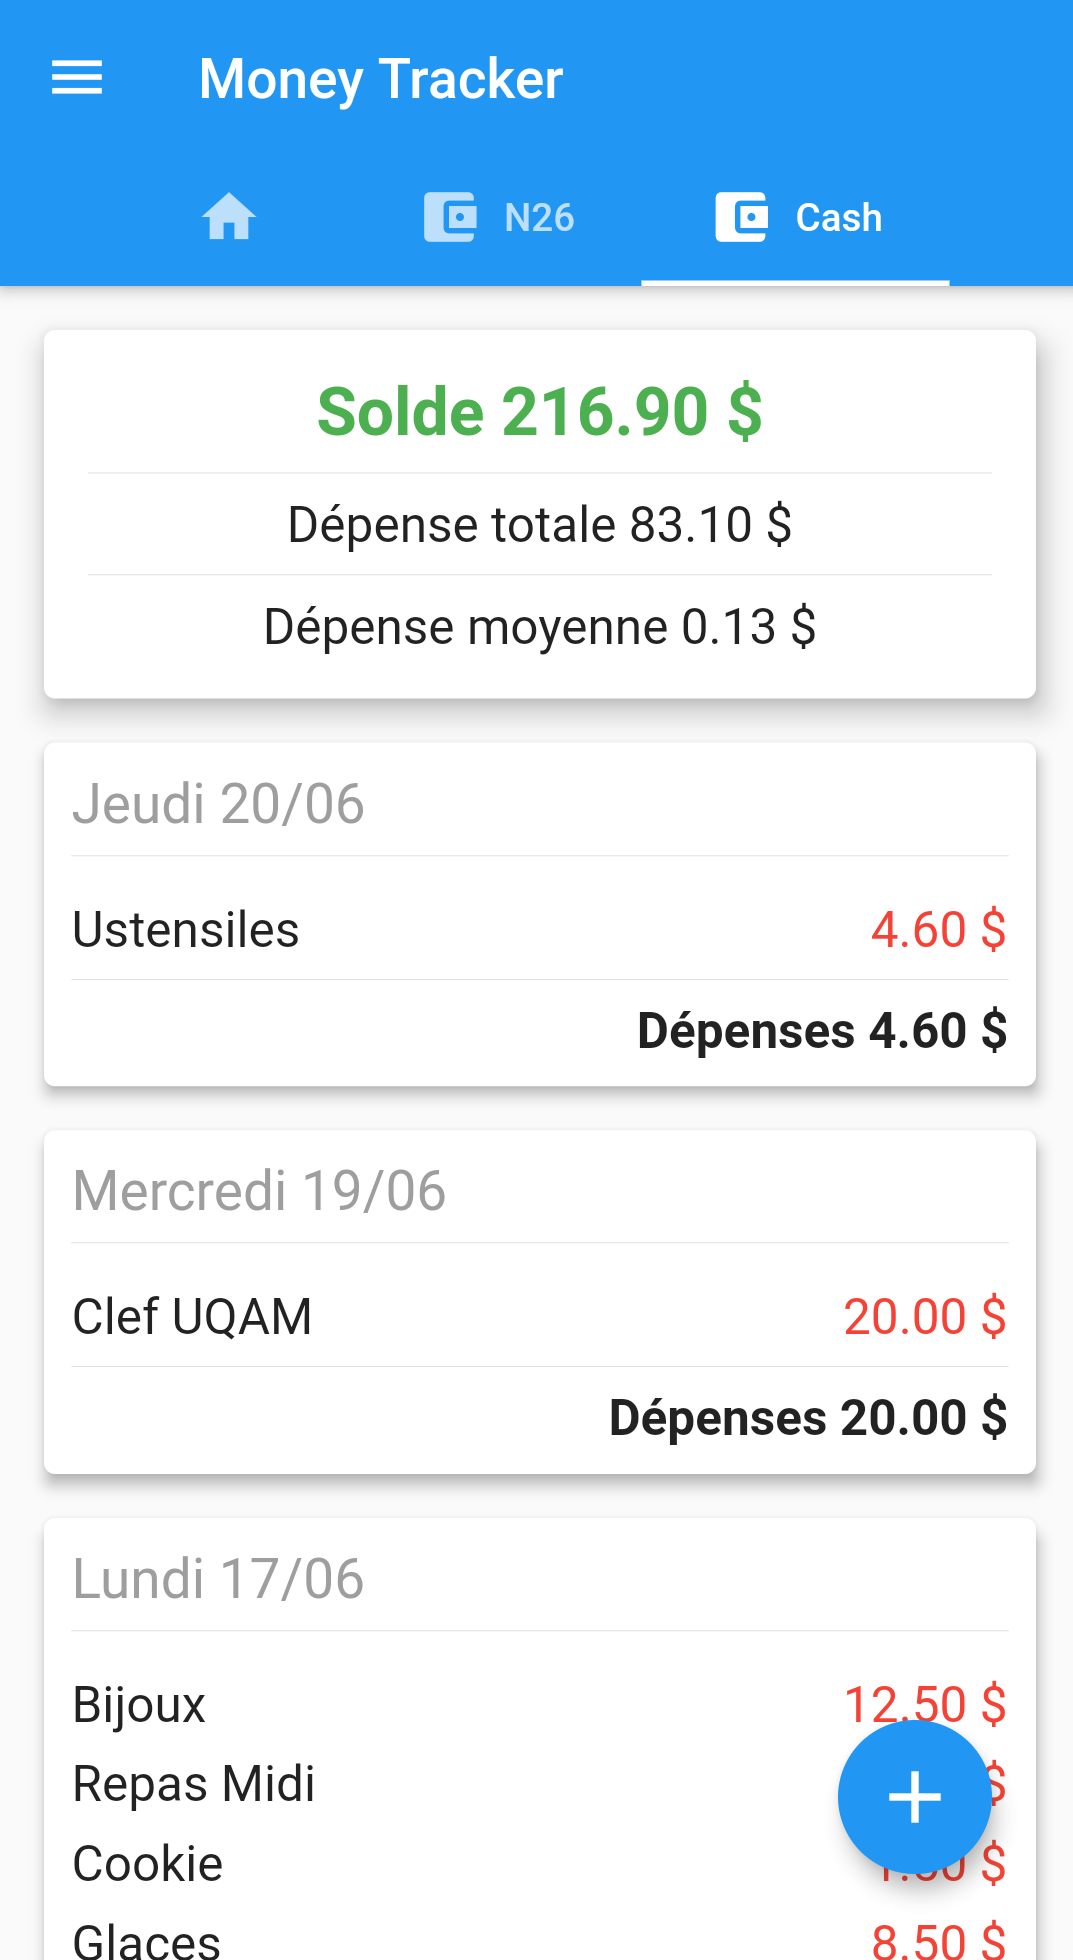 Money Tracker
N26
Cash
Solde 216.90 $
Dépense totale 83.10 $
Dépense moyenne 0.13 $
Jeudi 20/06
Ustensiles 4.60 $
Dépenses 4.60 $
Mercredi 19/06
Clef UQAM 20.00 $
Dépenses 20.00 $
Lundi 17/06
Bijoux 12.50 $
Repas Midi $
Cookie $
Glaces 8.50 $